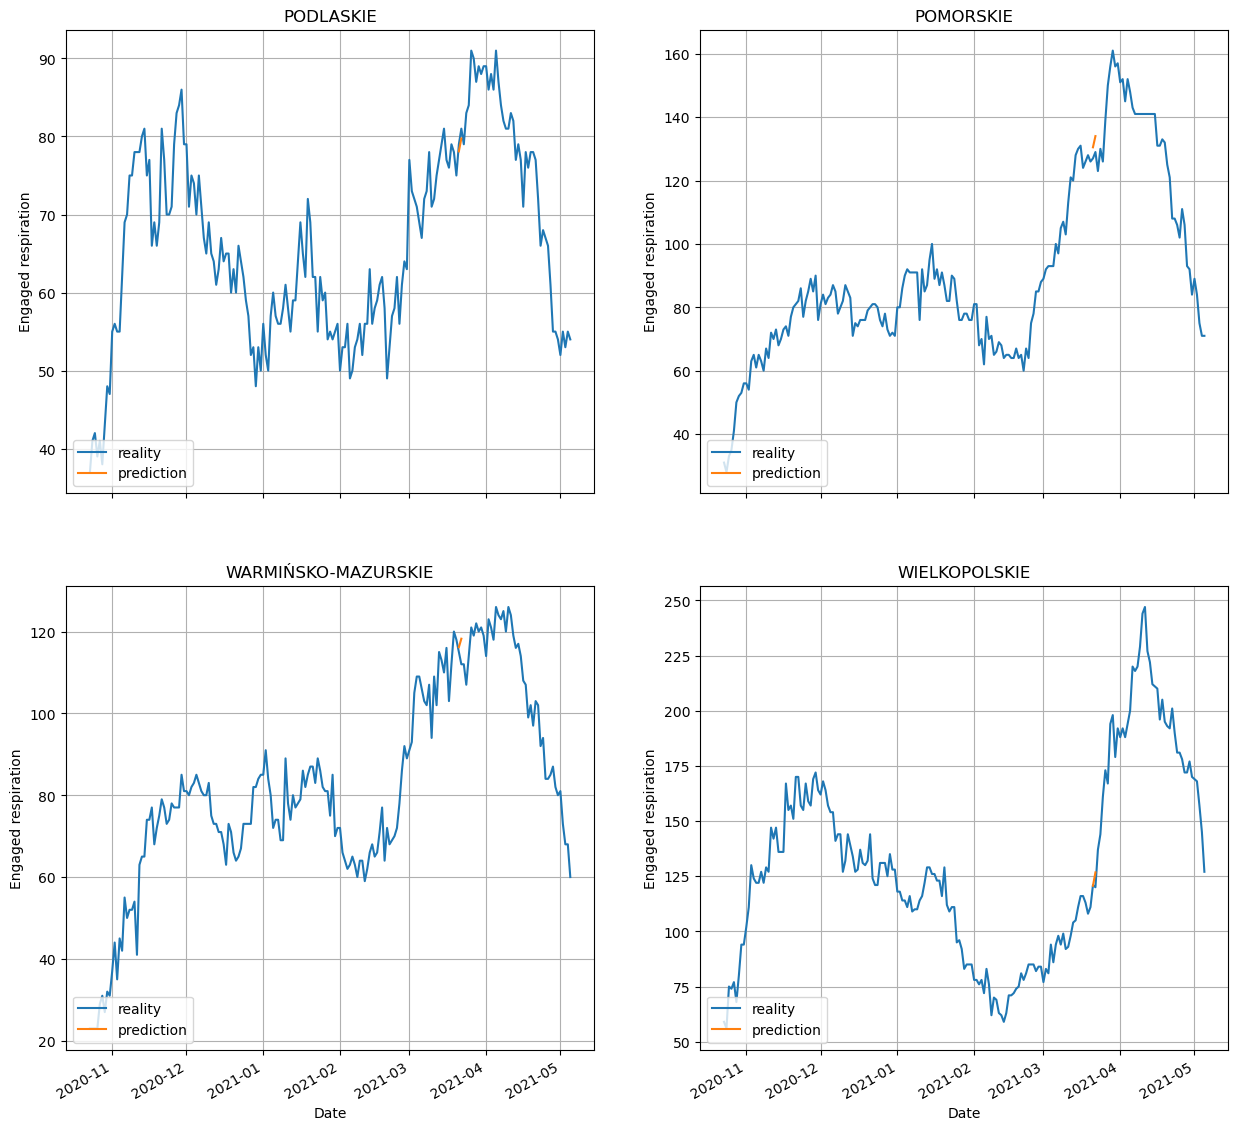 PODLASKIE
POMORSKIE
Engaged respiration
90
80
70
60
50
40
reality
prediction
Engaged respiration
160
140
120
100
80
60
40
reality
prediction
WARMIŃSKO-MAZURSKIE
WIELKOPOLSKIE
Engaged respiration
120
100
80
60
40
20
reality
prediction
2020-11
2020-12
2021-01
2021-02
2021-03
2021-04
2021-05
Date
Engaged respiration
250
225
200
175
150
125
100
75
50
reality
prediction
2020-11
2020-12
2021-01
2021-02
2021-03
2021-04
2021-05
Date